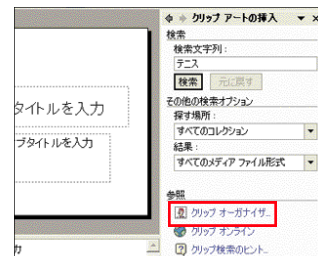 クリップ アートの挿入
検索
検索文字列:
テニス
検索
元に戻す
その他の検索オプション
探す場所:
すべてのコレクション
結果:
すべてのメディア ファイル形式
参照
クリップ オーガナイザ...
クリップ オンライン
クリップ検索のヒント...
タイトルを入力
ブタイトルを入力
力